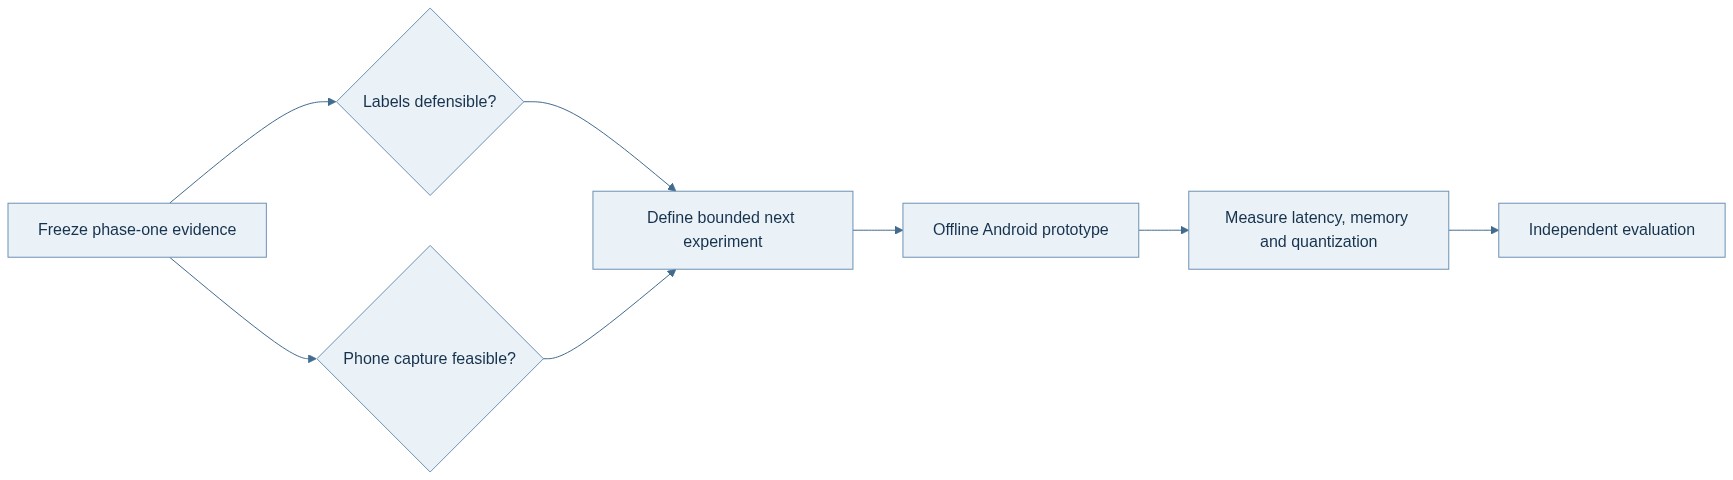 Labels defensible?
Freeze phase-one evidence
Phone capture feasible?
Define bounded next
experiment
Offline Android prototype
Measure latency, memory
and quantization
Independent evaluation